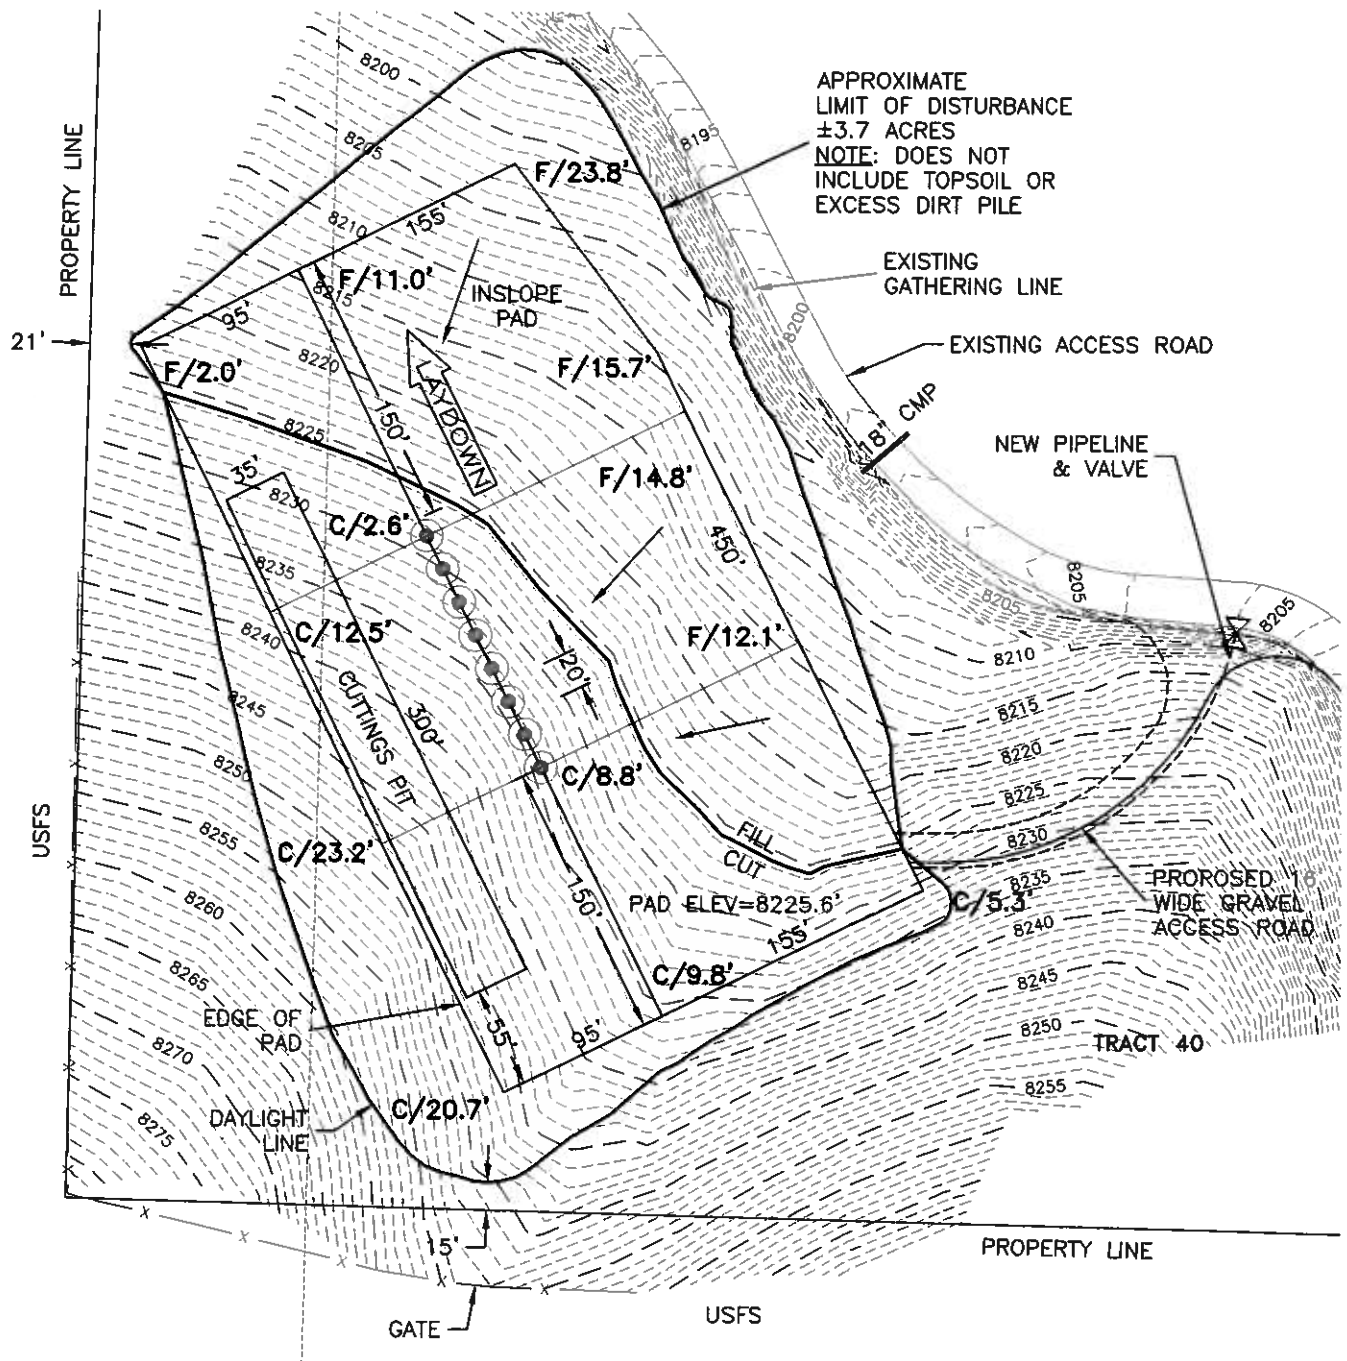 8200
8205
8195
APPROXIMATE
LIMIT OF DISTURBANCE
±3.7 ACRES
NOTE: DOES NOT
INCLUDE TOPSOIL OR
EXCESS DIRT PILE
PROPERTY LINE
F/23.8'
8210
155'
EXISTING
GATHERING LINE
F/11.0'
8215
INSLOPE
PAD
8200
95'
21'
EXISTING ACCESS ROAD
8220
F/2.0'
F/15.7'
LAYDOWN
150'
18" CMP
8225
NEW PIPELINE
& VALVE
35'
F/14.8'
8230
C/2.6'
450'
8235
8205
8205
8205
C/12.5'
8240
F/12.1'
20'
8210
CUTTINGS PIT
300'
8245
8215
8220
8250
C/8.8'
8225
USFS
8255
FILL
CUT
8230
C/23.2'
8235
PROROSED 16'
WIDE GRAVEL
ACCESS ROAD
150'
PAD ELEV=8225.6'
C/5.3'
8260
155'
8240
8265
C/9.8'
8245
EDGE OF
PAD
55'
95'
8250
TRACT 40
8270
8255
C/20.7'
DAYLIGHT
LINE
8275
15'
PROPERTY LINE
GATE
USFS